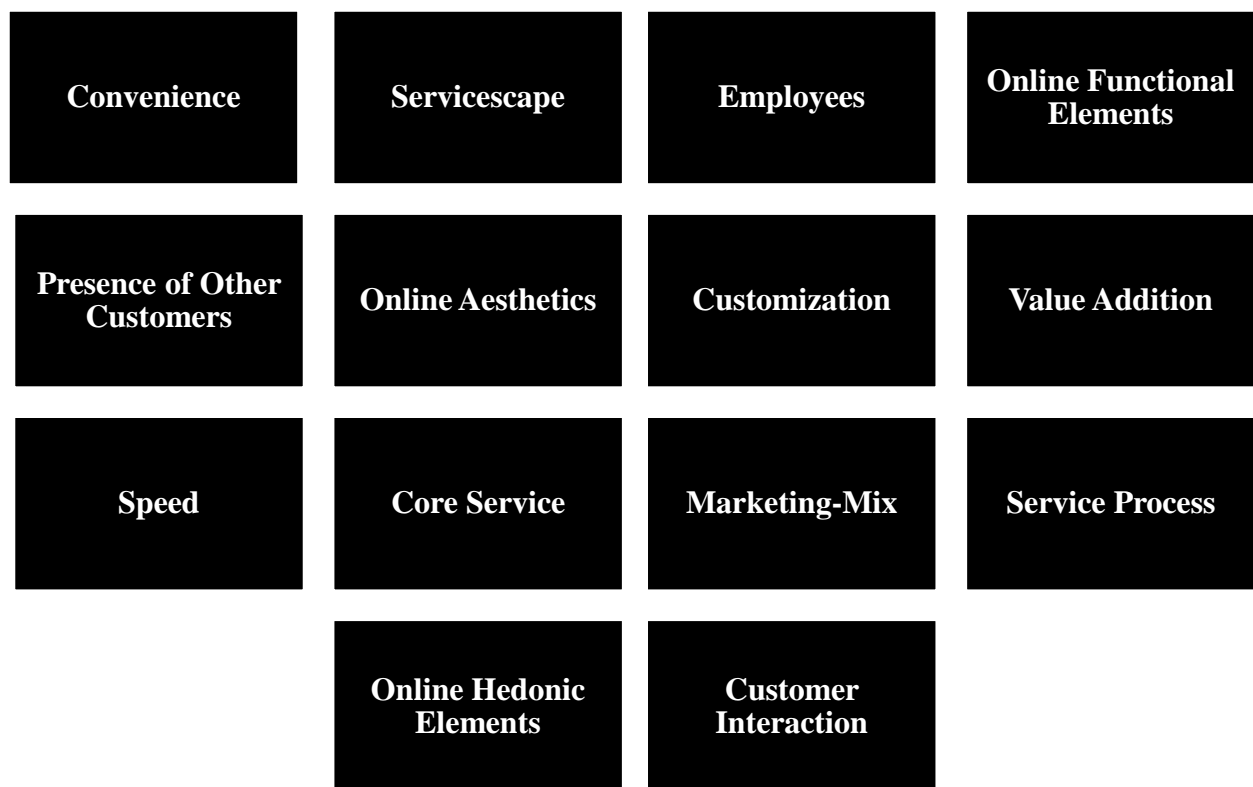 Convenience
Servicescape
Employees
Online Functional
Elements
Presence of Other
Customers
Online Aesthetics
Customization
Value Addition
Speed
Core Service
Marketing-Mix
Service Process
Online Hedonic
Elements
Customer
Interaction